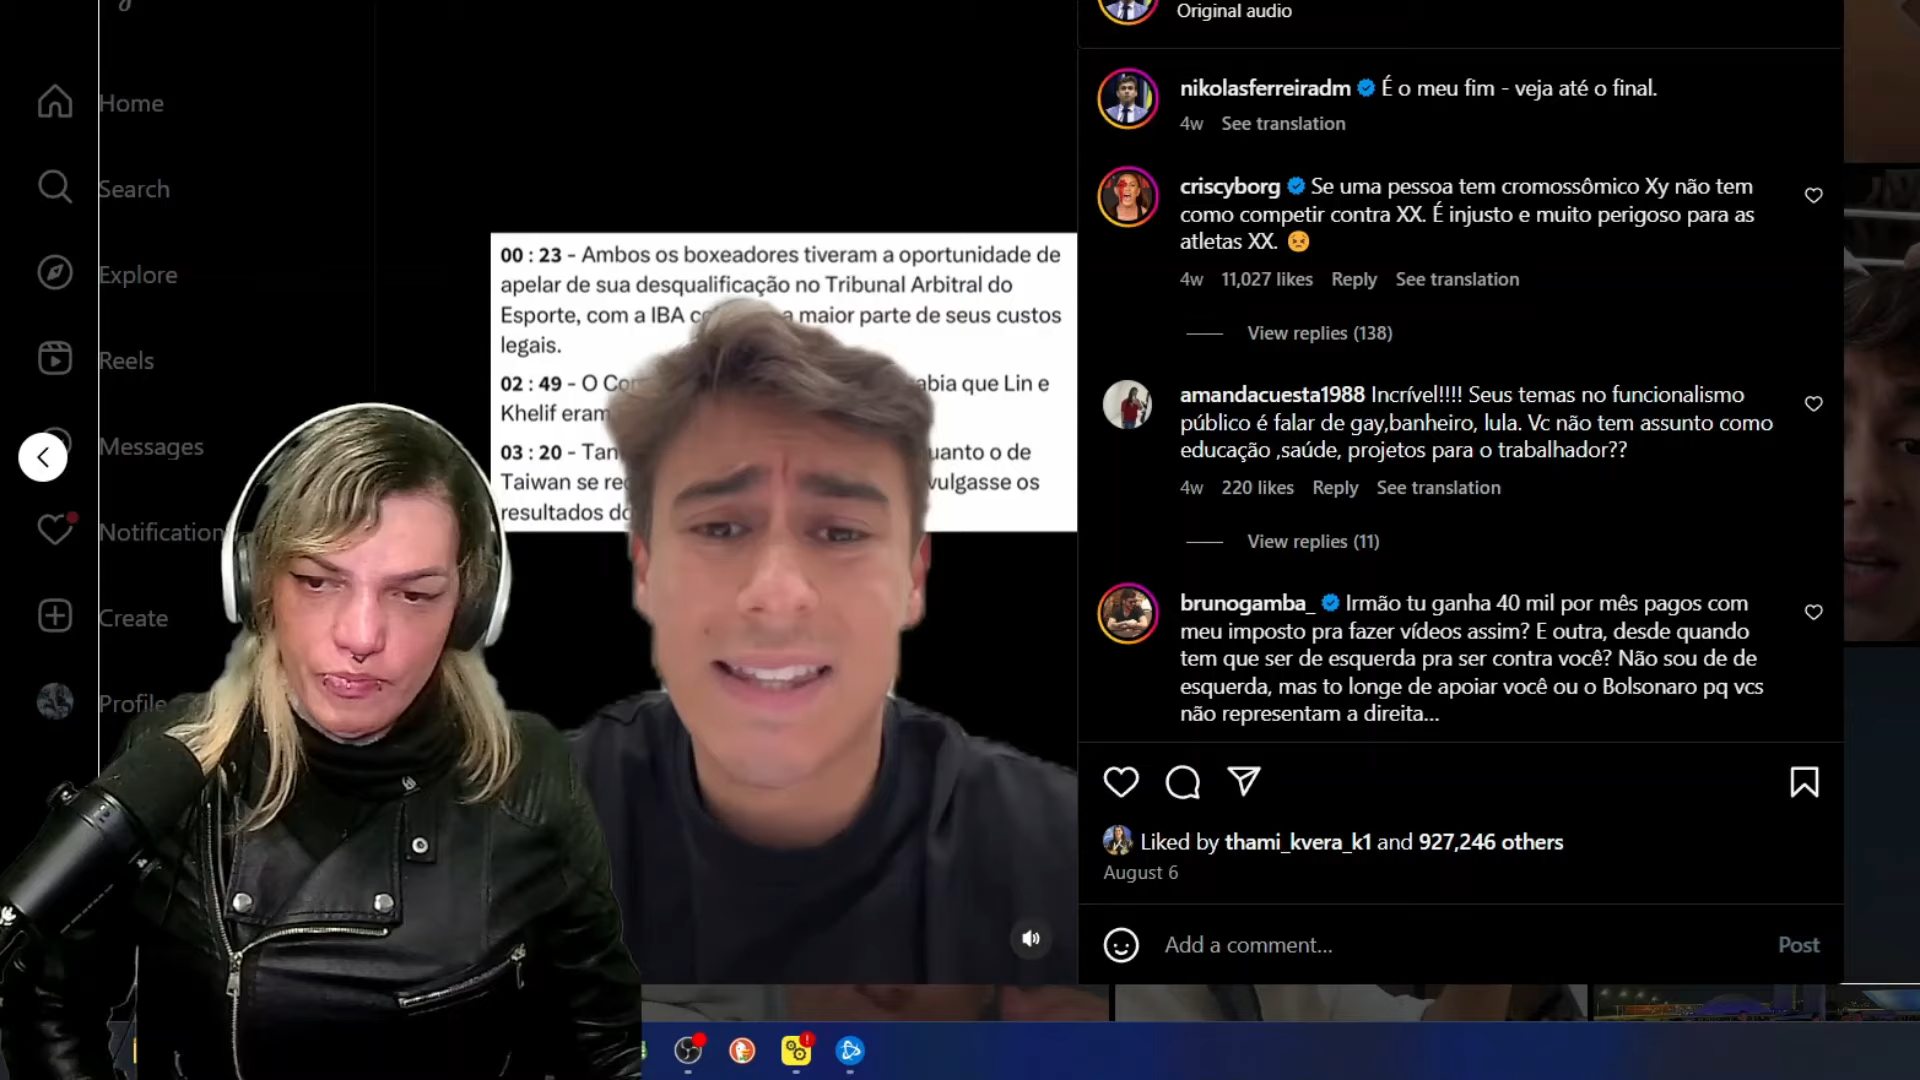 Home
Search
Explore
Reels
Messages
Notification
Create
Profile
00 : 23 - Ambos os boxeadores tiveram a oportunidade de
apelar de sua desqualificação no Tribunal Arbitral do
Esporte, com a IBA a maior parte de seus custos
legais.
02 : 49 - O que Lin e
Khelif eram
03 : 20 - o de
Taiwan se os
resultados
Original audio
nikolasferreiradm É o meu fim - veja até o final.
4w See translation
criscyborg Se uma pessoa tem cromossômico Xy não tem
como competir contra XX. É injusto e muito perigoso para as
atletas XX. 😣
4w 11,027 likes Reply See translation
View replies (138)
amandacuesta1988 Incrível!!!! Seus temas no funcionalismo
público é falar de gay,banheiro, lula. Vc não tem assunto como
educação ,saúde, projetos para o trabalhador??
4w 220 likes Reply See translation
View replies (11)
brunogamba_ Irmão tu ganha 40 mil por mês pagos com
meu imposto pra fazer vídeos assim? E outra, desde quando
tem que ser de esquerda pra ser contra você? Não sou de de
esquerda, mas to longe de apoiar você ou o Bolsonaro pq vcs
não representam a direita...
Liked by thami_kvera_k1 and 927,246 others
August 6
Add a comment...
Post